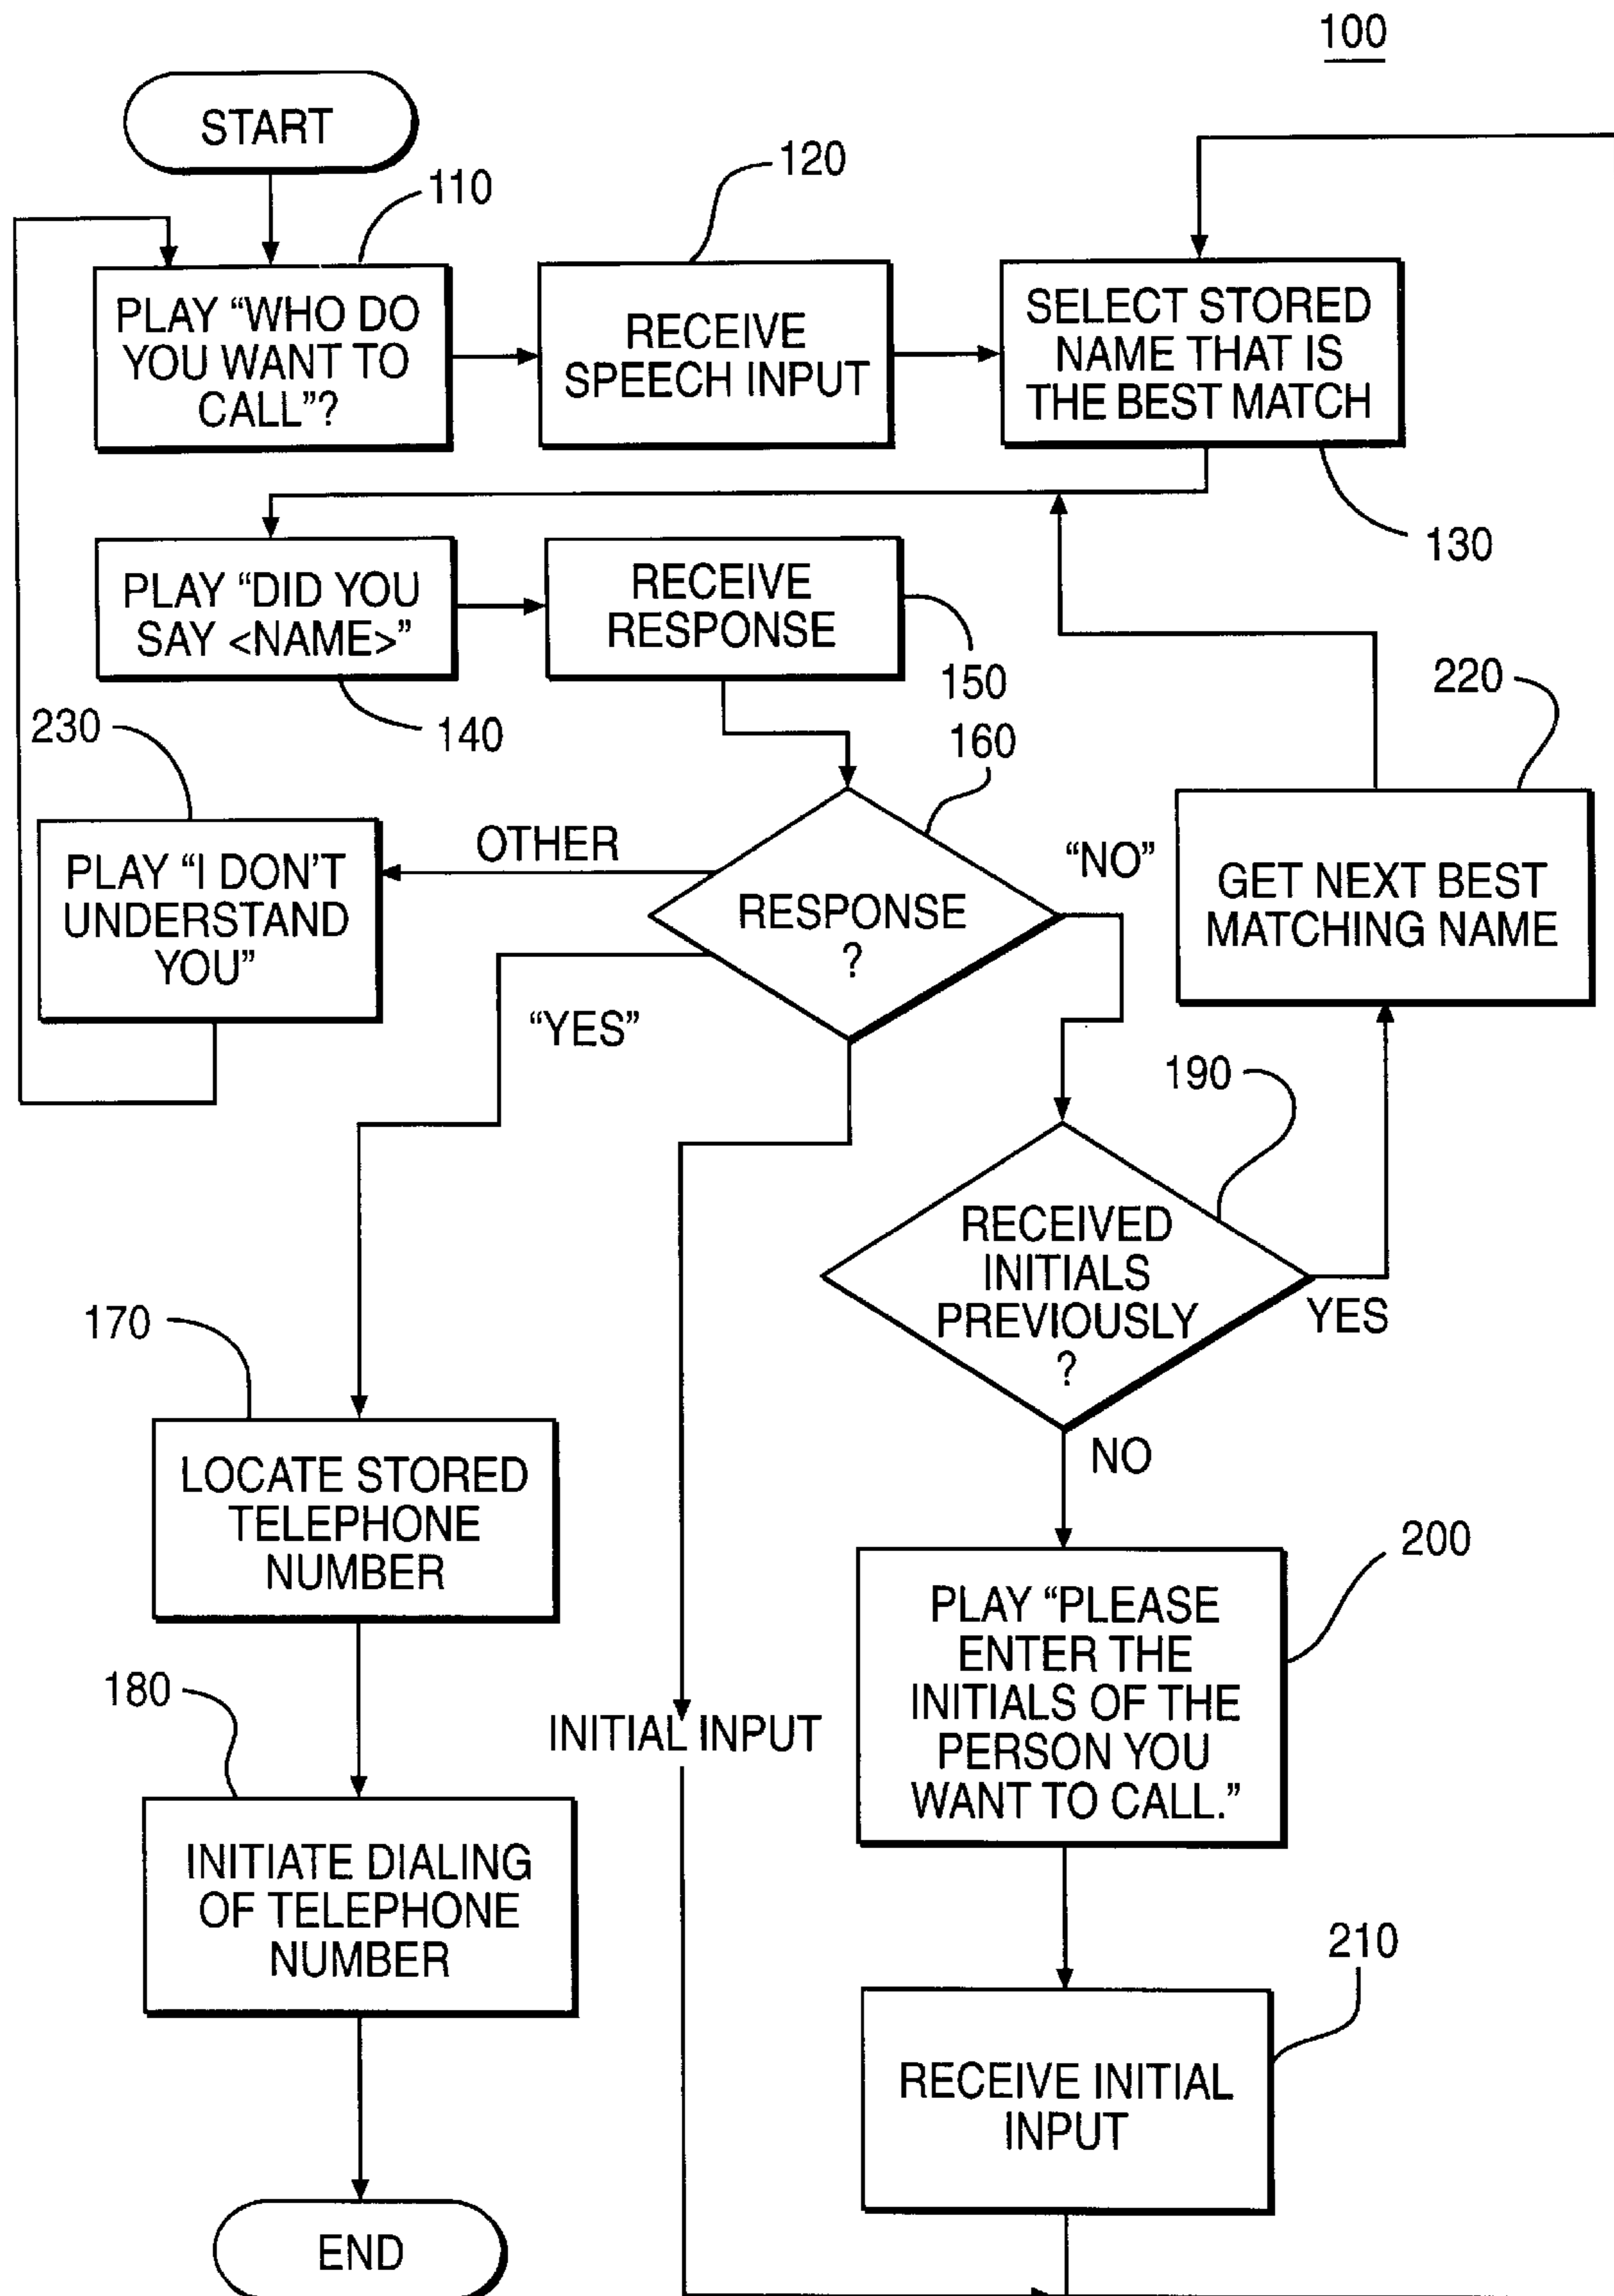 100
START
110
PLAY “WHO DO
YOU WANT TO
CALL”?
120
RECEIVE
SPEECH INPUT
SELECT STORED
NAME THAT IS
THE BEST MATCH
130
PLAY “DID YOU
SAY <NAME>”
140
RECEIVE
RESPONSE
150
160
220
230
PLAY “I DON'T
UNDERSTAND
YOU”
OTHER
RESPONSE
?
“NO”
GET NEXT BEST
MATCHING NAME
“YES”
190
RECEIVED
INITIALS
PREVIOUSLY
?
YES
NO
170
LOCATE STORED
TELEPHONE
NUMBER
200
PLAY “PLEASE
ENTER THE
INITIALS OF THE
PERSON YOU
WANT TO CALL.”
180
INITIAL INPUT
INITIATE DIALING
OF TELEPHONE
NUMBER
210
RECEIVE INITIAL
INPUT
END